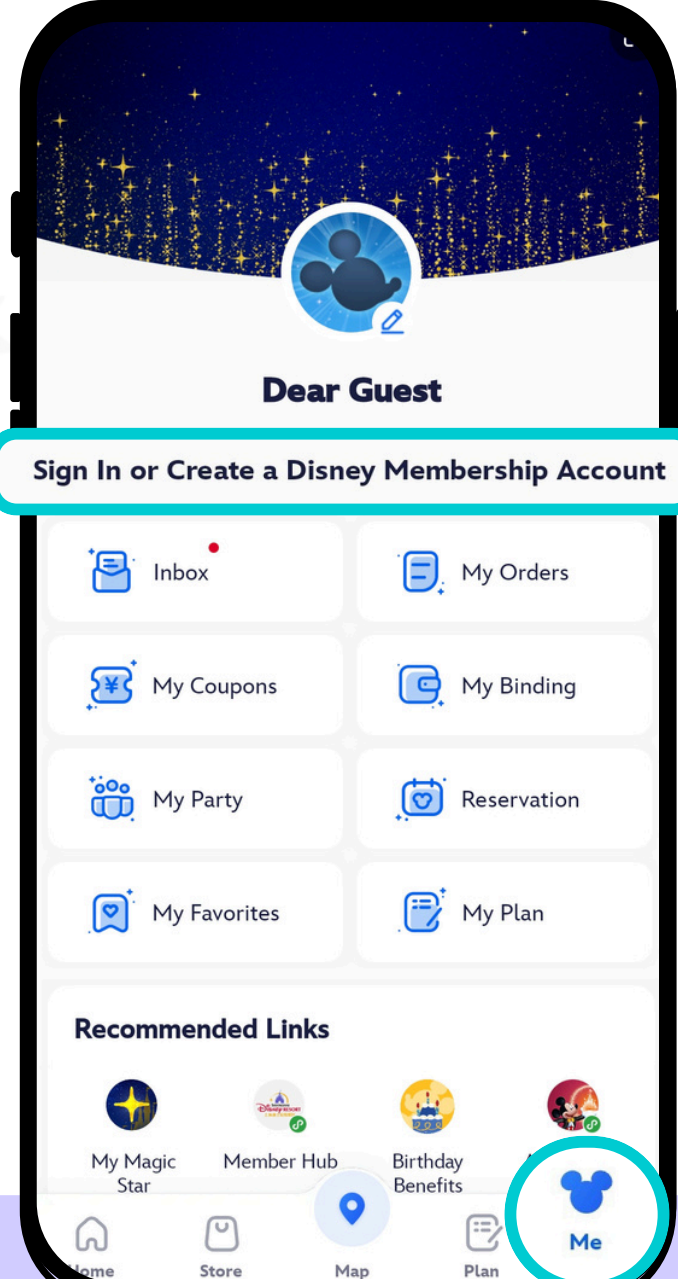 Dear Guest
Sign In or Create a Disney Membership Account
Inbox
My Orders
¥
My Coupons
My Binding
My Party
Reservation
My Favorites
My Plan
Recommended Links
My Magic
Star
Member Hub
Birthday
Benefits
Home
Store
Map
Plan
Me